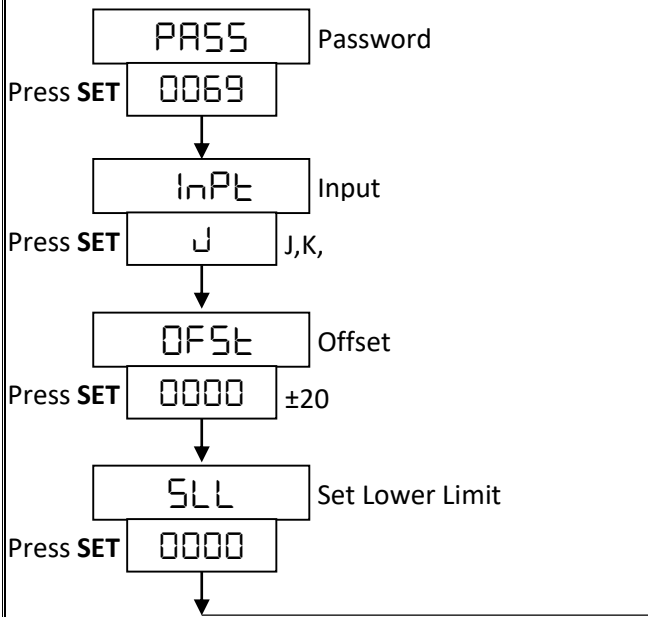 PASS Password
Press SET 0069
InPt Input
Press SET J J,K,
OFSt Offset
Press SET 0000 ±20
SLL Set Lower Limit
Press SET 0000